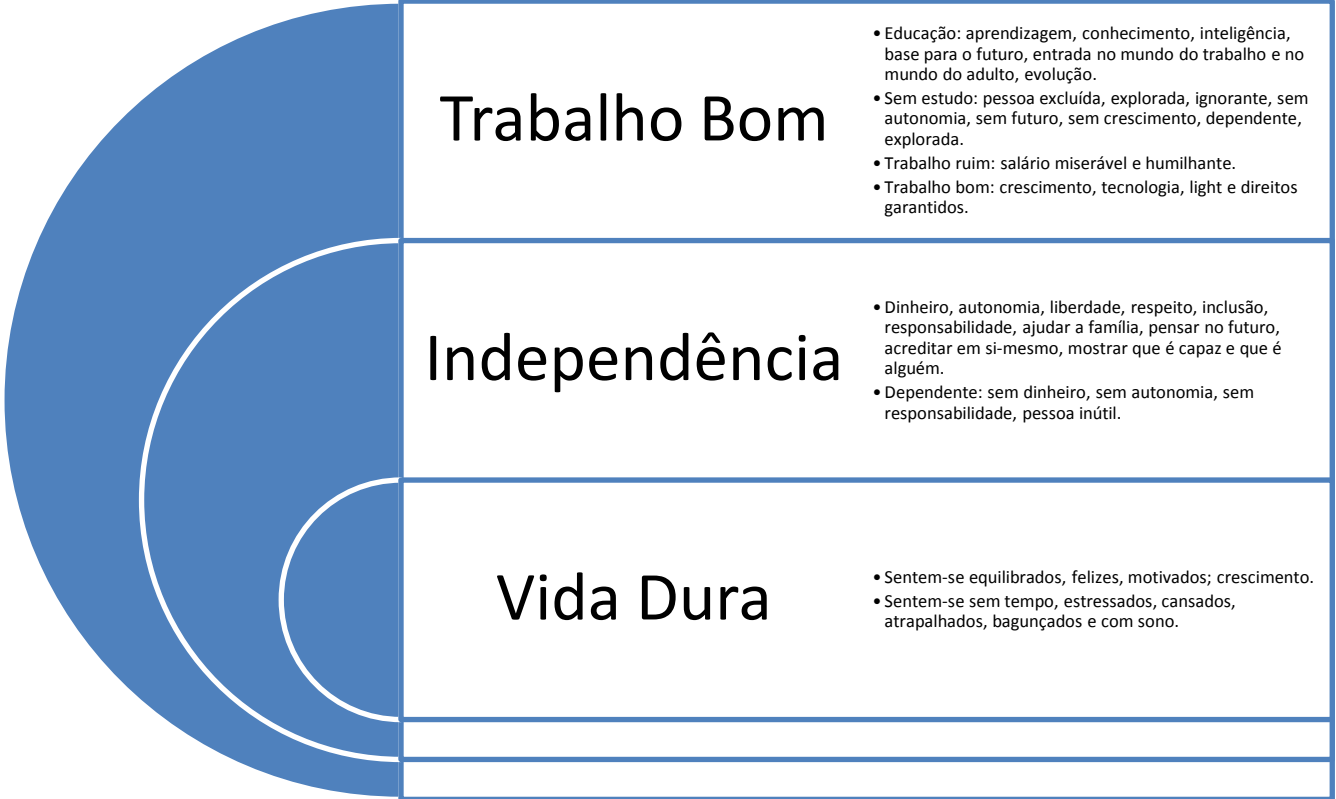 Trabalho Bom
• Educação: aprendizagem, conhecimento, inteligência,
base para o futuro, entrada no mundo do trabalho e no
mundo do adulto, evolução.
• Sem estudo: pessoa excluída, explorada, ignorante, sem
autonomia, sem futuro, sem crescimento, dependente,
explorada.
• Trabalho ruim: salário miserável e humilhante.
• Trabalho bom: crescimento, tecnologia, light e direitos
garantidos.
Independência
• Dinheiro, autonomia, liberdade, respeito, inclusão,
responsabilidade, ajudar a família, pensar no futuro,
acreditar em si-mesmo, mostrar que é capaz e que é
alguém.
• Dependente: sem dinheiro, sem autonomia, sem
responsabilidade, pessoa inútil.
Vida Dura
• Sentem-se equilibrados, felizes, motivados; crescimento.
• Sentem-se sem tempo, estressados, cansados,
atrapalhados, bagunçados e com sono.